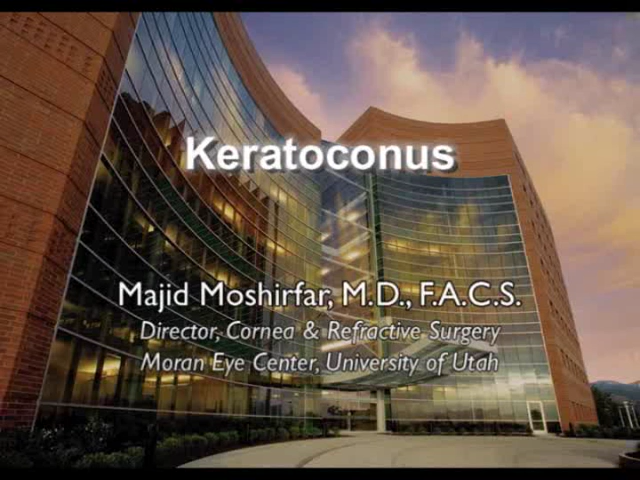 Keratoconus
Majid Moshirfar, M.D., F.A.C.S.
Director, Cornea & Refractive Surgery
Moran Eye Center, University of Utah